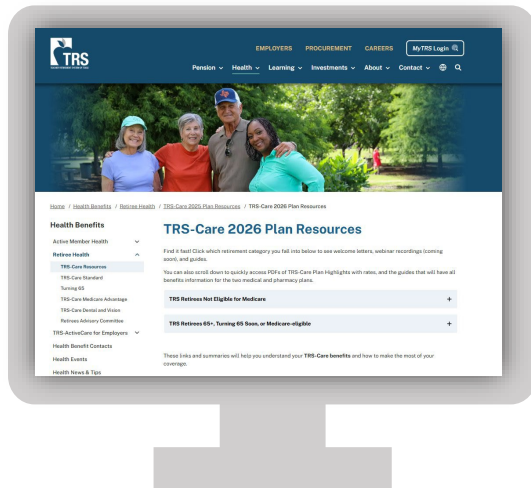 TRS
EMPLOYERS PROCUREMENT CAREERS MyTRS Login
Pension Health Learning Investments About Contact
Home / Health Benefits / Retiree Health / TRS-Care 2025 Plan Resources / TRS-Care 2026 Plan Resources
Health Benefits
Active Member Health
Retiree Health
TRS-Care Resources
TRS-Care Standard
Turning 65
TRS-Care Medicare Advantage
TRS-Care Dental and Vision
Retirees Advisory Committee
TRS-ActiveCare for Employers
Health Benefit Contacts
Health Events
Health News & Tips
TRS-Care 2026 Plan Resources
Find it fast! Click which retirement category you fall into below to see welcome letters, webinar recordings (coming
soon), and guides.
You can also scroll down to quickly access PDFs of TRS-Care Plan Highlights with rates, and the guides that will have all
benefits information for the two medical and pharmacy plans.
TRS Retirees Not Eligible for Medicare +
TRS Retirees 65+, Turning 65 Soon, or Medicare-eligible +
These links and summaries will help you understand your TRS-Care benefits and how to make the most of your
coverage.